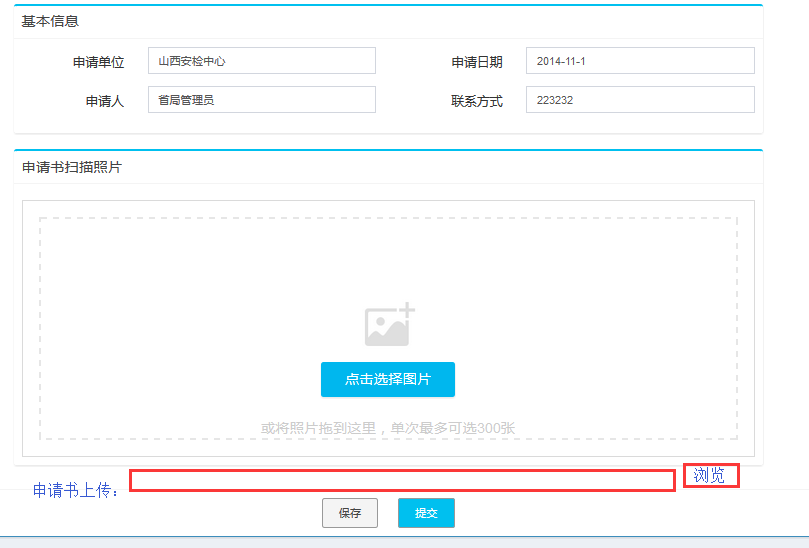 基本信息
申请单位 山西安检中心 申请日期 2014-11-1
申请人 省局管理员 联系方式 223232
申请书扫描照片
点击选择图片
或将照片拖到这里，单次最多可选300张
申请书上传： 浏览
保存 提交